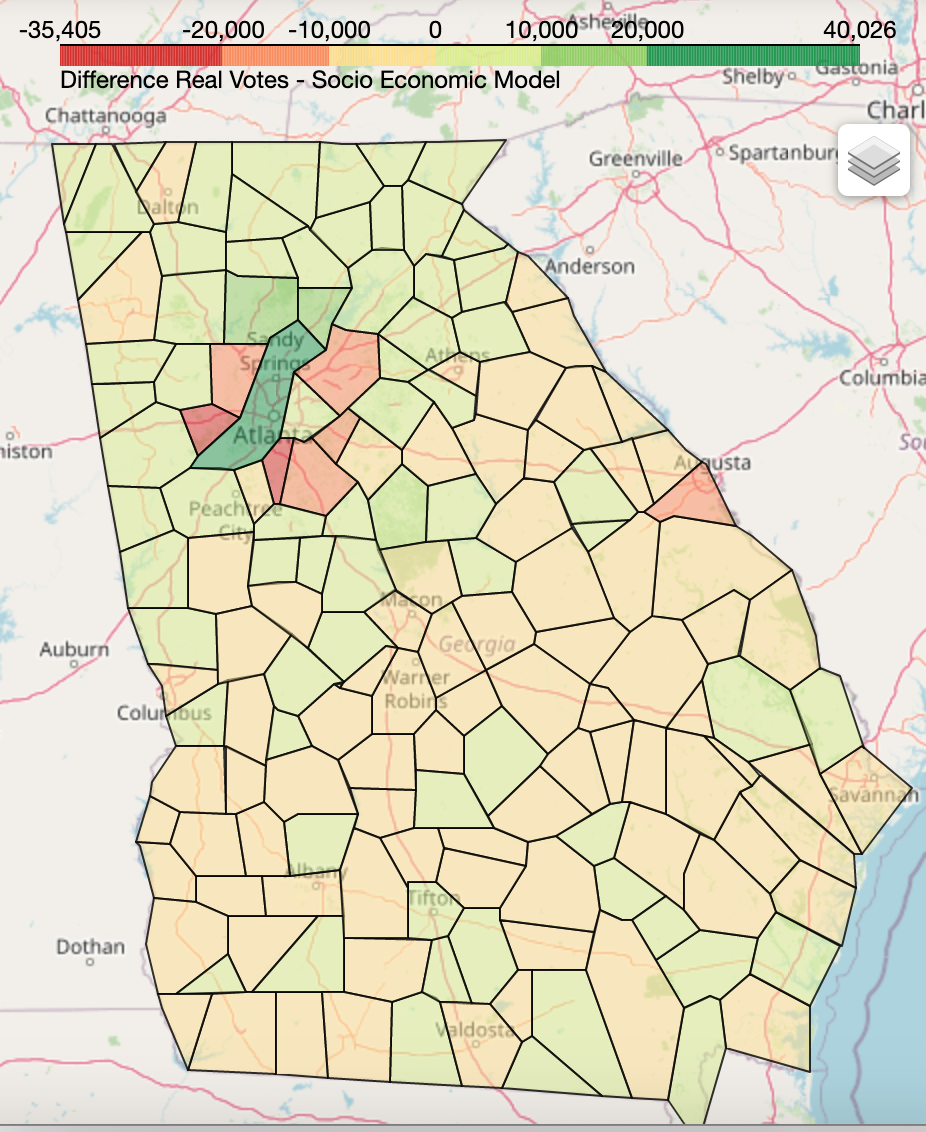 -35,405 -20,000 -10,000 0 10,000 20,000 40,026
Difference Real Votes - Socio Economic Model
Asheville
Shelby
Gastonia
Charl
Chattanooga
Greenville
Spartanbur
Dalton
Anderson
Sandy
Springs
Athens
Columbia
Atlanta
niston
Augusta
Sou
Peachtree
City
Macon
Georgia
Auburn
Warner
Robins
Columbus
Savannah
Albany
Tifton
Dothan
Valdosta